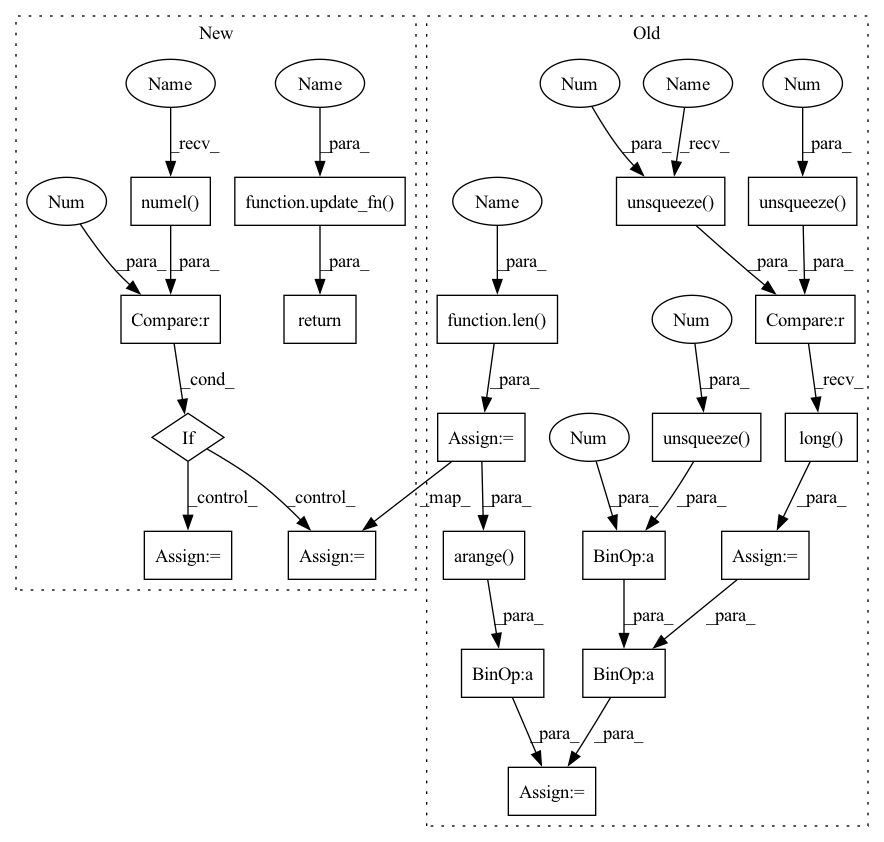 New
Old
Name
Name
Num
Name
Num
_recv_
_para_
_para_
_recv_
_para_
Num
numel()
function.update_fn()
Name
unsqueeze()
unsqueeze()
_para_
_para_
_para_
_para_
_para_
_para_
Compare:r
return
function.len()
Num
Compare:r
_cond_
_para_
_para_
_recv_
If
Assign:=
Num
unsqueeze()
long()
_control_
_control_
_map_
_para_
_para_
_para_
_para_
Assign:=
Assign:=
arange()
BinOp:a
Assign:=
_para_
_para_
_para_
BinOp:a
BinOp:a
_para_
_para_
Assign:=